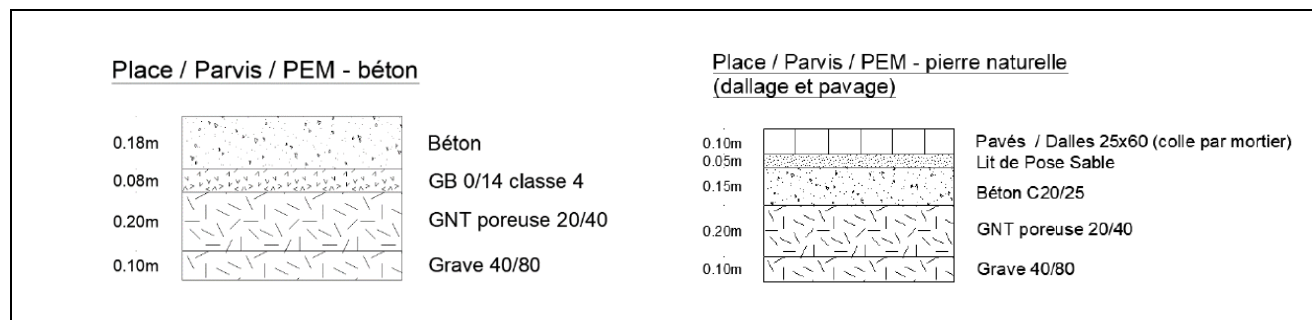 Place / Parvis / PEM - béton
0.18m Béton
0.08m GB 0/14 classe 4
0.20m GNT poreuse 20/40
0.10m Grave 40/80
Place / Parvis / PEM - pierre naturelle
(dallage et pavage)
0.10m Pavés / Dalles 25x60 (colle par mortier)
0.05m Lit de Pose Sable
0.15m Béton C20/25
0.20m GNT poreuse 20/40
0.10m Grave 40/80